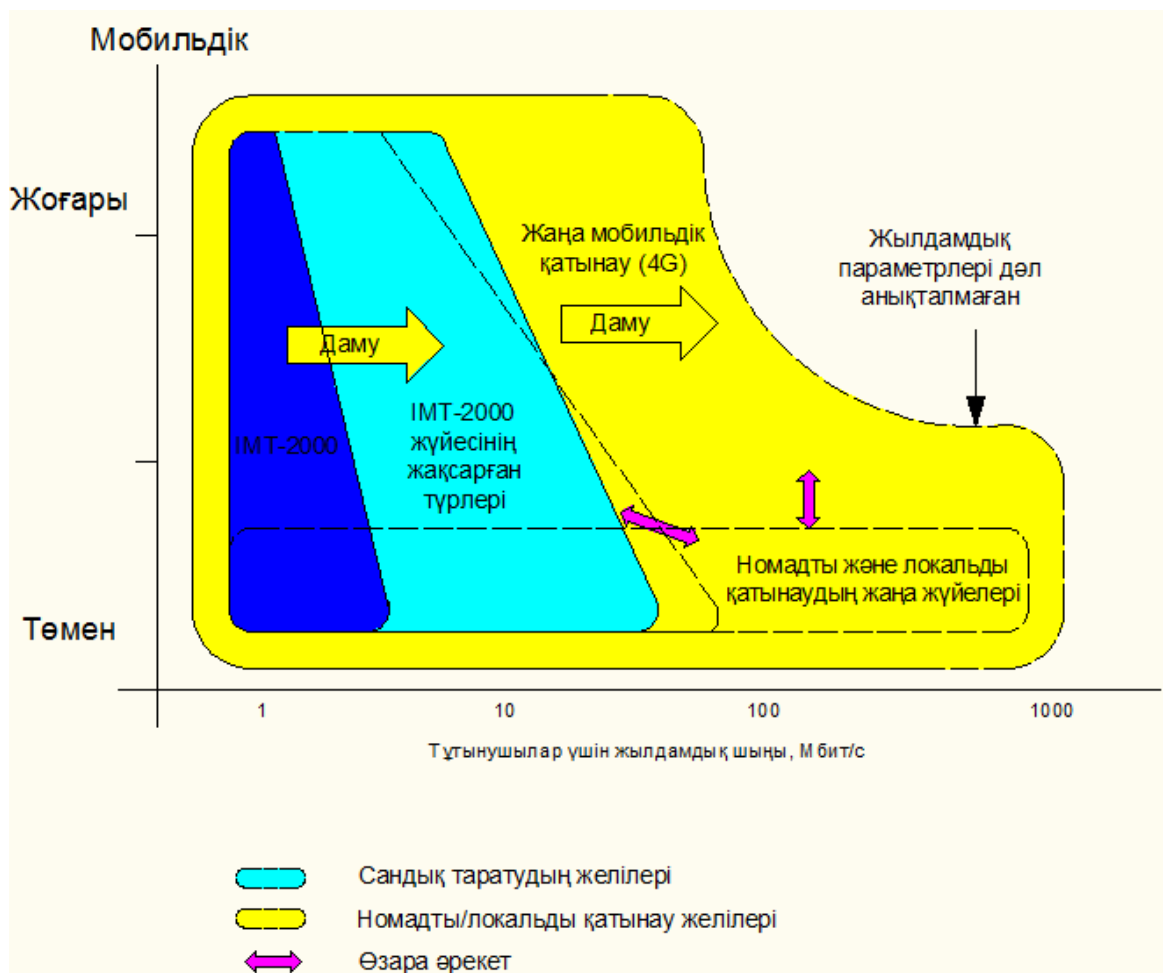 Мобильдік
Жоғары
Жаңа мобильдік
қатынау (4G)
Жылдамдық
параметрлері дәл
анықталмаған
Даму
Даму
IMT-2000
IMT-2000
жүйесінің
жақсарған
түрлері
Номадты және локальды
қатынаудың жаңа жүйелері
Төмен
1 10 100 1000
Тұтынушылар үшін жылдамдық шыңы, Мбит/с
Сандық таратудың желілері
Номадты/локальды қатынау желілері
Өзара әрекет